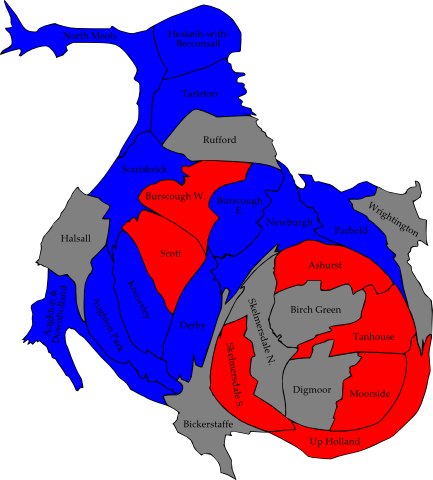 North Meols
Hesketh-with-
Becconsall
Tarleton
Rufford
Scarisbrick
Burscough W.
Burscough
E.
Newburgh
Parbold
Wrightington
Halsall
Scott
Ashurst
Aughton &
Downholland
Aughton Park
Knowsley
Derby
Skelmersdale N.
Birch Green
Tanhouse
Skelmersdale S.
Digmoor
Moorside
Bickerstaffe
Up Holland